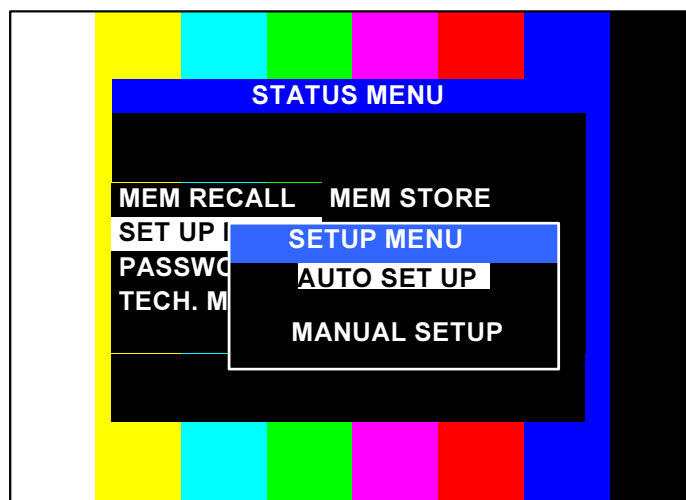 STATUS MENU
MEM RECALL MEM STORE
SET UP
SETUP MENU
PASSWO
AUTO SET UP
TECH. M
MANUAL SETUP